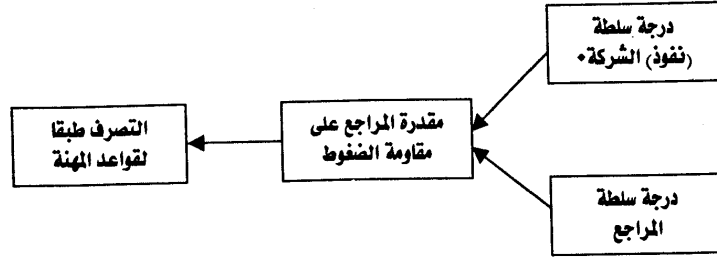 درجة سلطة
(نفوذ) الشركة*
مقدرة المراجع على
مقاومة الضغوط
التصرف طبقا
لقواعد المهنة
درجة سلطة
المراجع